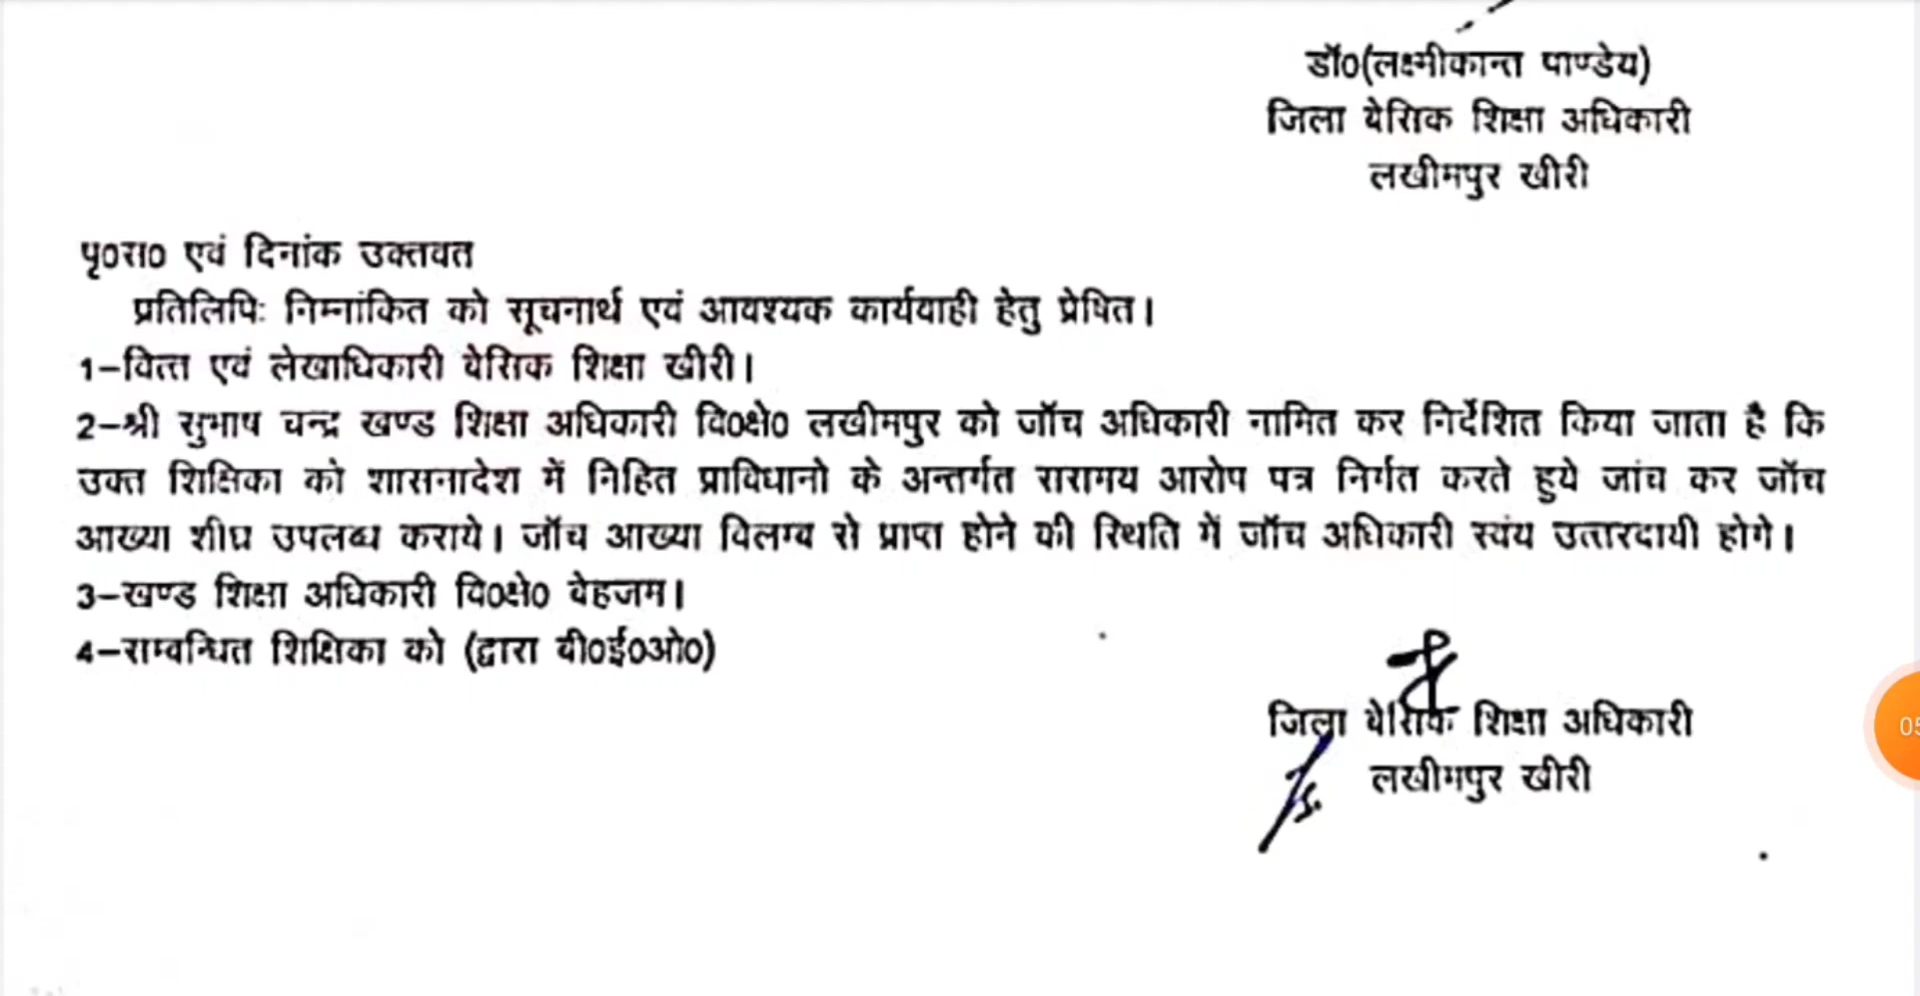 डॉ0(लक्ष्मीकान्त पाण्डेय)
जिला बेसिक शिक्षा अधिकारी
लखीमपुर खीरी
पृ0स0 एवं दिनांक उक्तवत
प्रतिलिपिः निम्नांकित को सूचनार्थ एवं आवश्यक कार्यवाही हेतु प्रेषित।
1–वित्त एवं लेखाधिकारी बेसिक शिक्षा खीरी।
2–श्री सुभाष चन्द्र खण्ड शिक्षा अधिकारी वि0क्षे0 लखीमपुर को जॉच अधिकारी नामित कर निर्देशित किया जाता है कि
उक्त शिक्षिका को शासनादेश में निहित प्राविधानो के अन्तर्गत ससमय आरोप पत्र निर्गत करते हुये जांच कर जॉच
आख्या शीघ्र उपलब्ध कराये। जॉच आख्या विलम्ब से प्राप्त होने की स्थिति में जॉच अधिकारी स्वंय उत्तरदायी होगे।
3–खण्ड शिक्षा अधिकारी वि0क्षे0 बेहजम।
4–सम्बन्धित शिक्षिका को (द्वारा बी0ई0ओ0)
जिला बेसिक शिक्षा अधिकारी
लखीमपुर खीरी
05